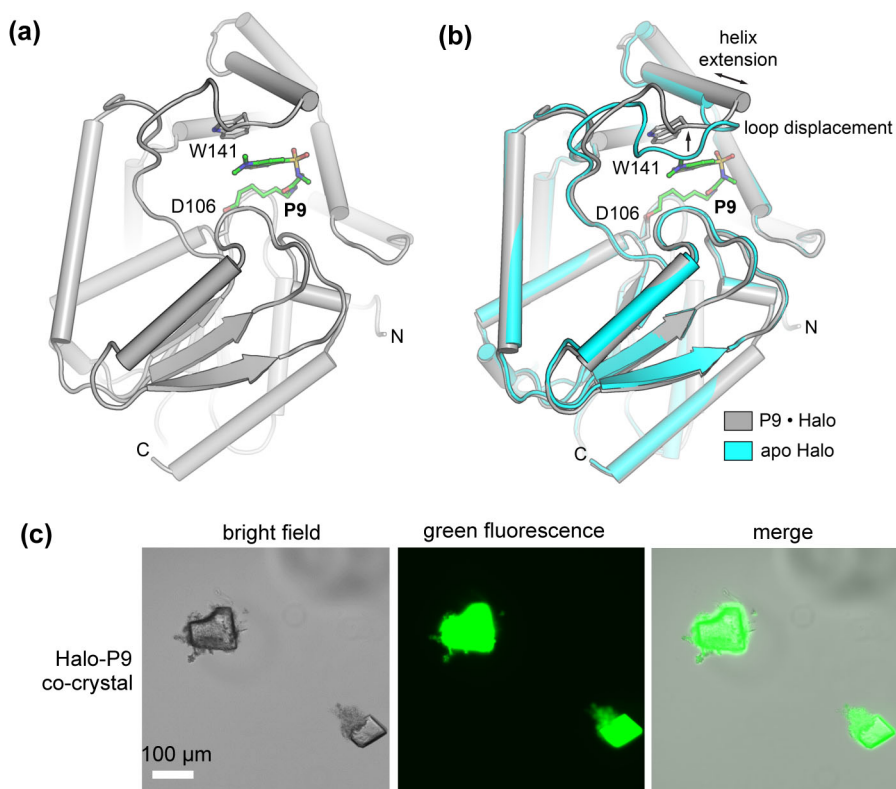 (a)
W141
D106
P9
N
C
(b)
helix
extension
loop displacement
W141
D106
P9
N
C
P9 • Halo
apo Halo
(c)
bright field
green fluorescence
merge
Halo-P9
co-crystal
100 µm